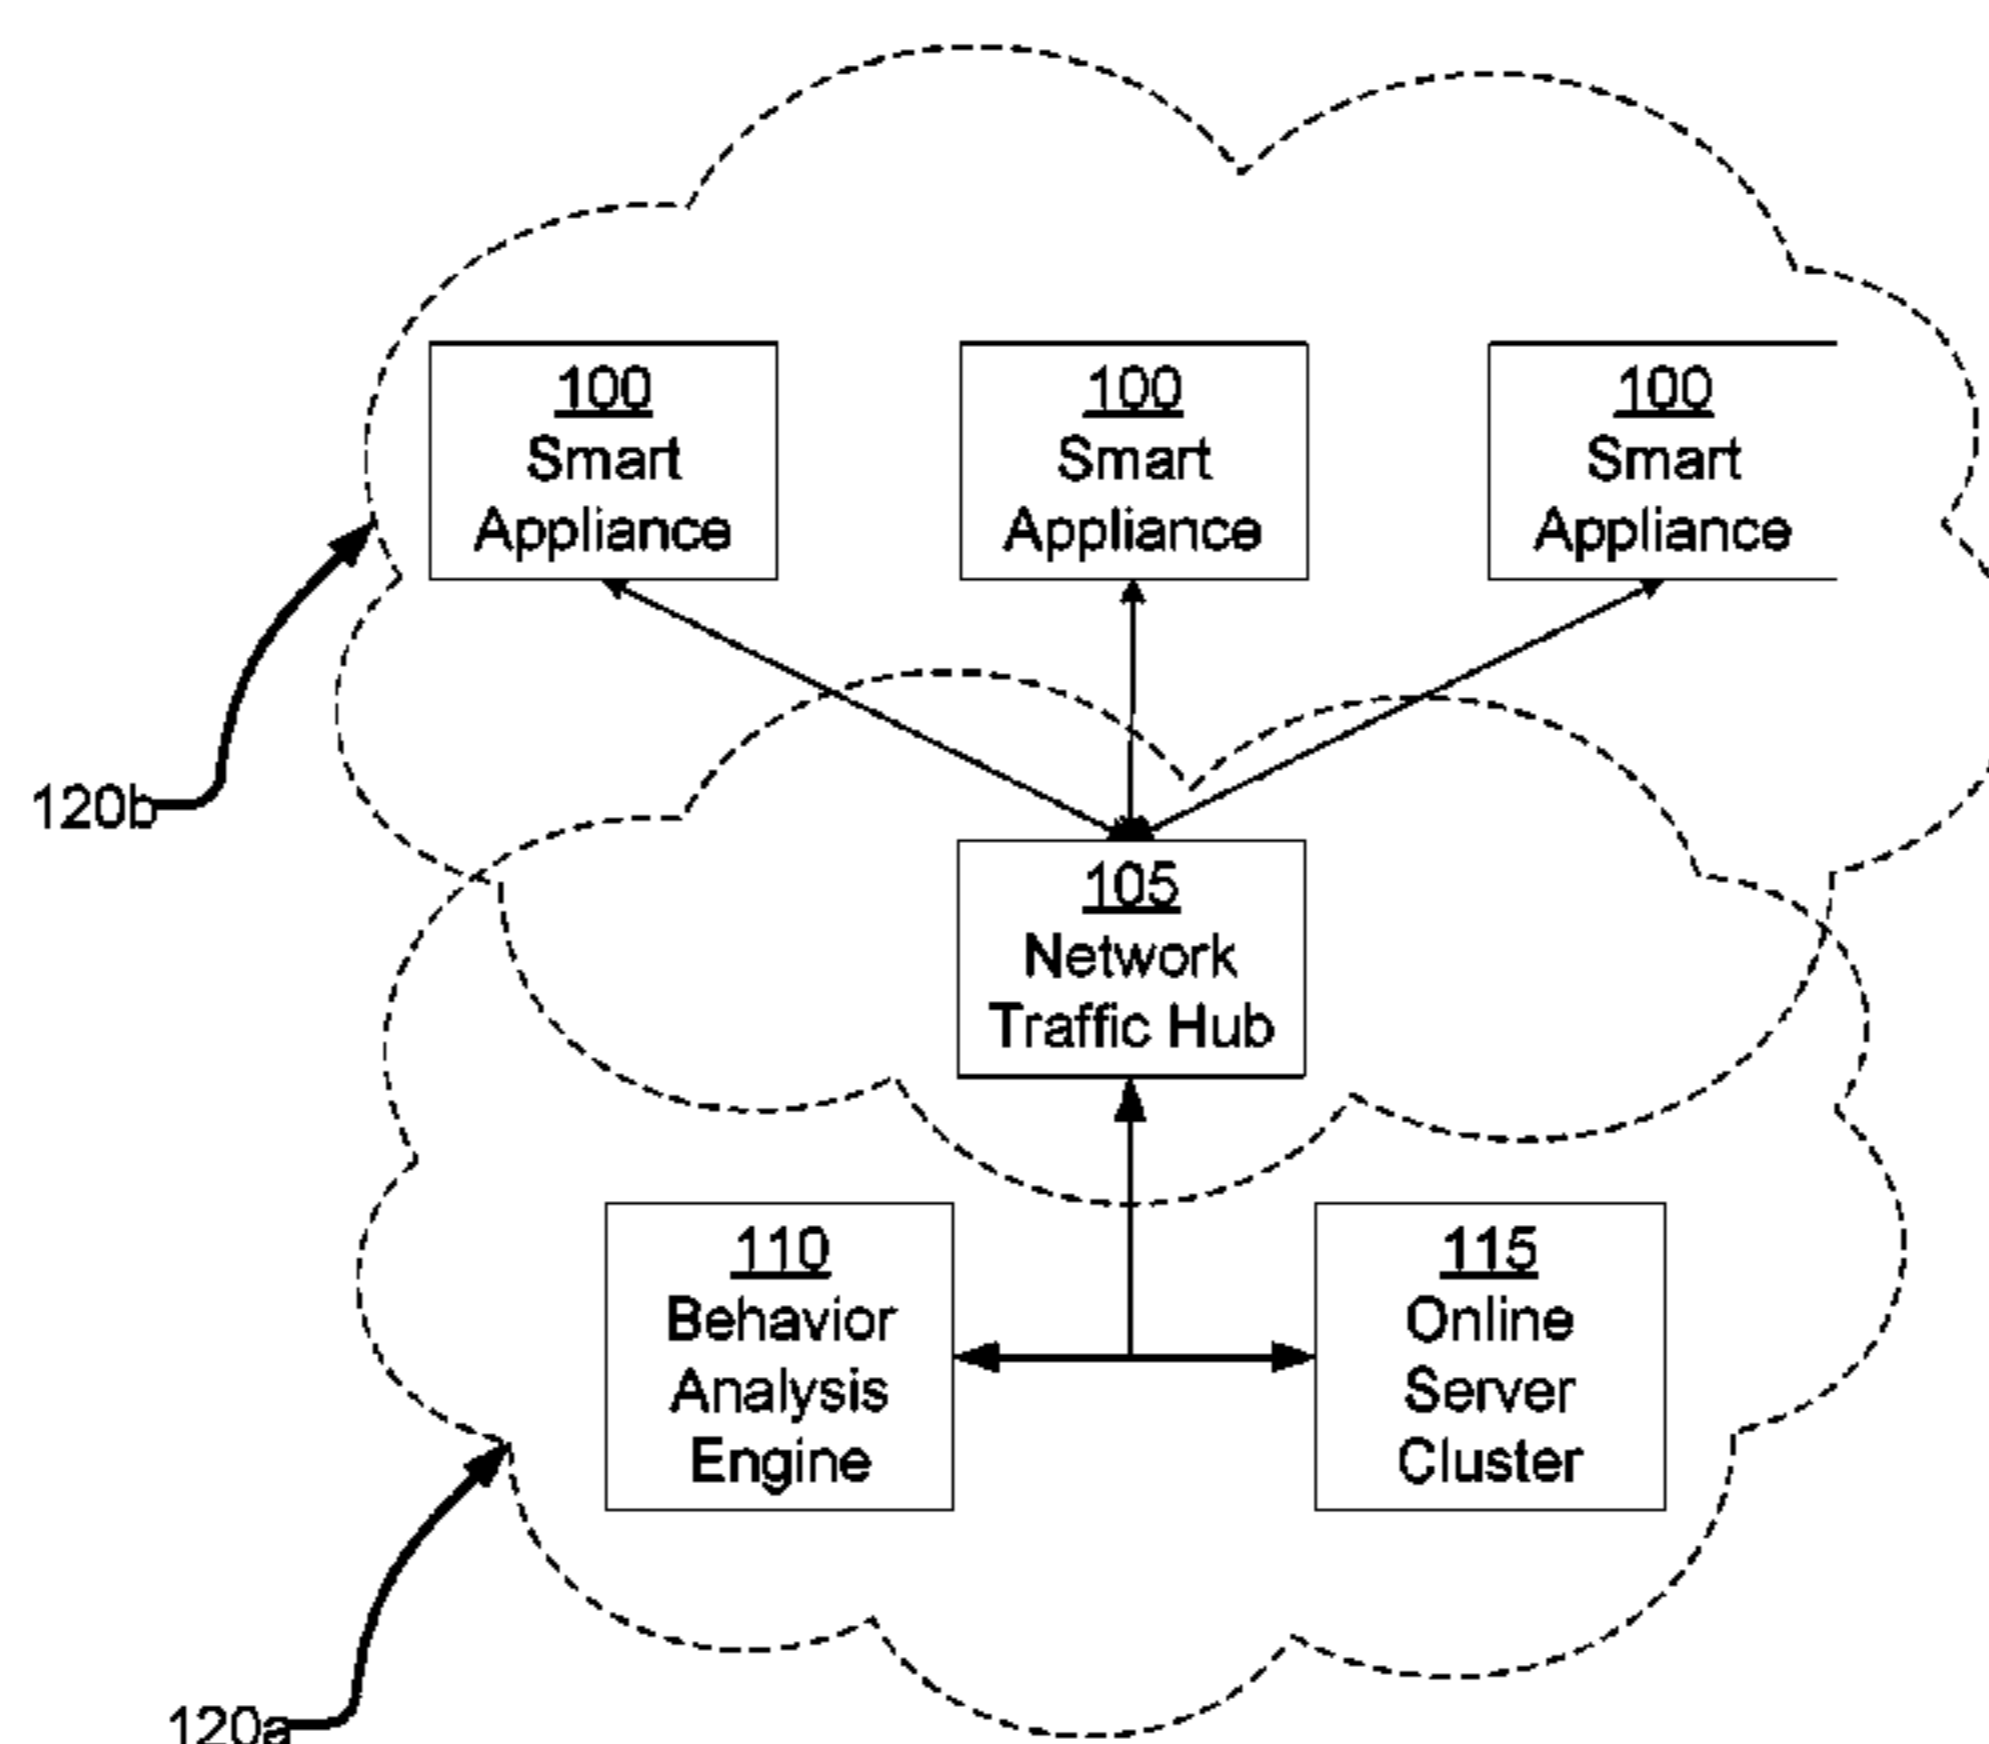 100
Smart
Appliance
100
Smart
Appliance
100
Smart
Appliance
120b
105
Network
Traffic Hub
110
Behavior
Analysis
Engine
115
Online
Server
Cluster
120a